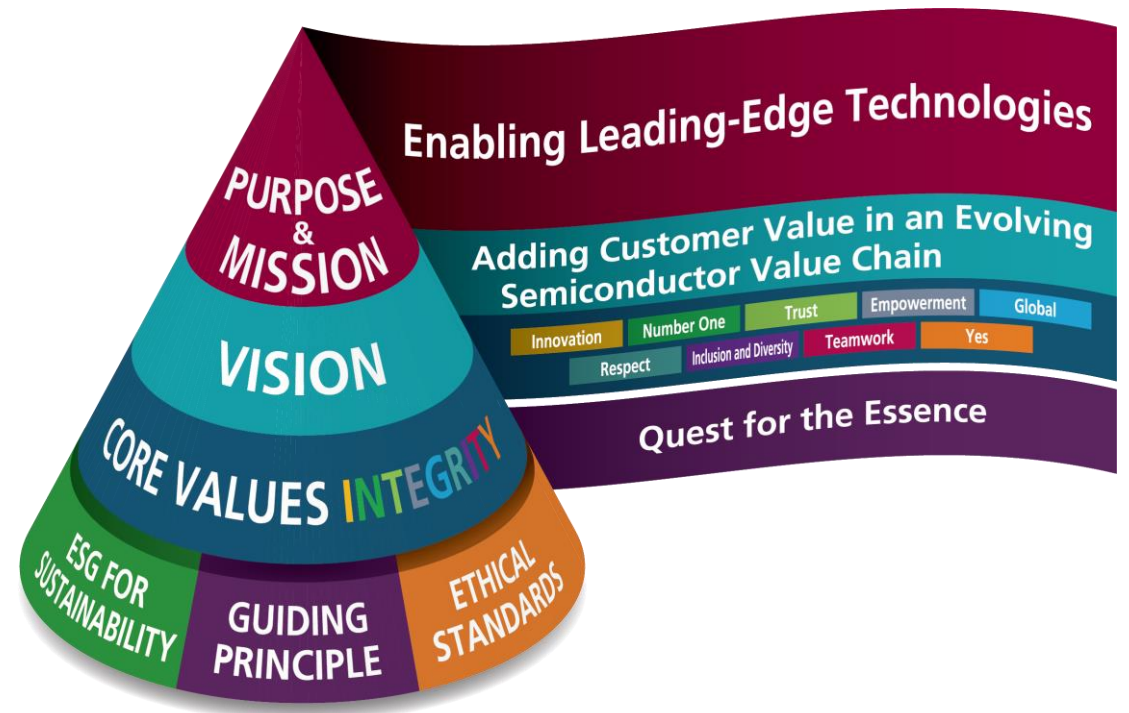 PURPOSE
&
MISSION
Enabling Leading-Edge Technologies
VISION
Adding Customer Value in an Evolving
Semiconductor Value Chain
CORE VALUES INTEGRITY
Innovation
Number One
Trust
Empowerment
Global
Respect
Inclusion and Diversity
Teamwork
Yes
ESG FOR
SUSTAINABILITY
GUIDING
PRINCIPLE
ETHICAL
STANDARDS
Quest for the Essence